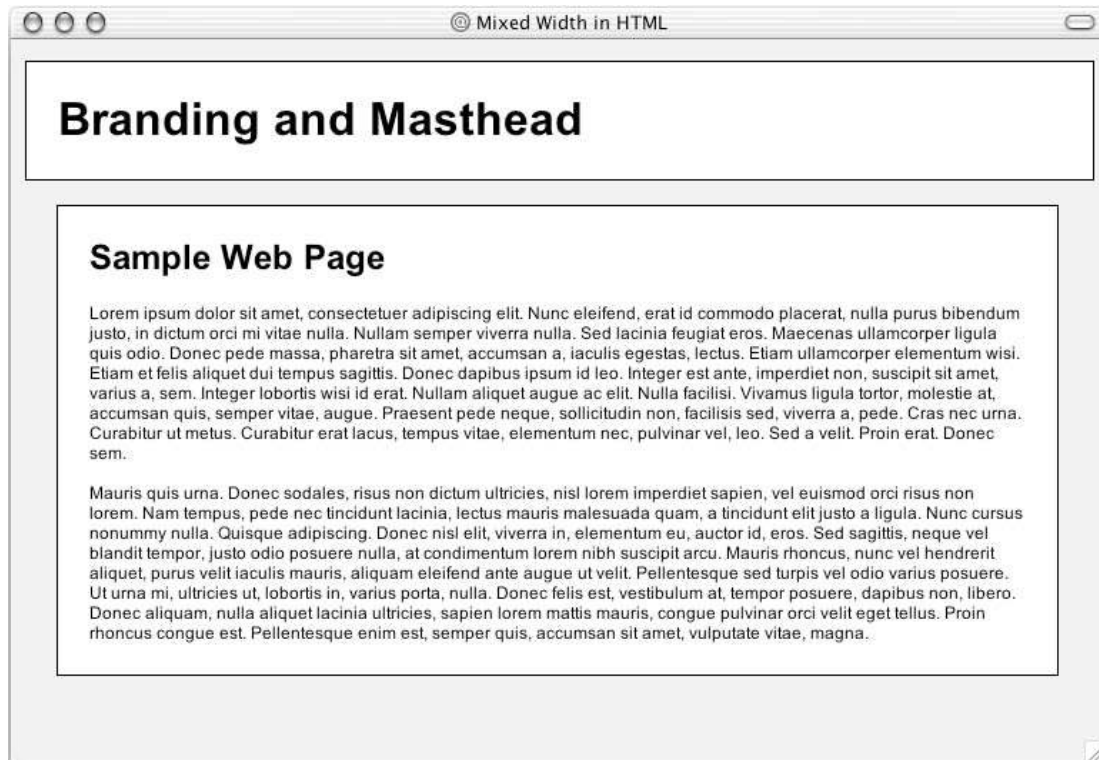 @ Mixed Width in HTML
Branding and Masthead
Sample Web Page
Lorem ipsum dolor sit amet, consectetuer adipiscing elit. Nunc eleifend, erat id commodo placerat, nulla purus bibendum
justo, in dictum orci mi vitae nulla. Nullam semper viverra nulla. Sed lacinia feugiat eros. Maecenas ullamcorper ligula
quis odio. Donec pede massa, pharetra sit amet, accumsan a, iaculis egestas, lectus. Etiam ullamcorper elementum wisi.
Etiam et felis aliquet dui tempus sagittis. Donec dapibus ipsum id leo. Integer est ante, imperdiet non, suscipit sit amet,
varius a, sem. Integer lobortis wisi id erat. Nullam aliquet augue ac elit. Nulla facilisi. Vivamus ligula tortor, molestie at,
accumsan quis, semper vitae, augue. Praesent pede neque, sollicitudin non, facilisis sed, viverra a, pede. Cras nec urna.
Curabitur ut metus. Curabitur erat lacus, tempus vitae, elementum nec, pulvinar vel, leo. Sed a velit. Proin erat. Donec
sem.
Mauris quis urna. Donec sodales, risus non dictum ultricies, nisl lorem imperdiet sapien, vel euismod orci risus non
lorem. Nam tempus, pede nec tincidunt lacinia, lectus mauris malesuada quam, a tincidunt elit justo a ligula. Nunc cursus
nonummy nulla. Quisque adipiscing. Donec nisl elit, viverra in, elementum eu, auctor id, eros. Sed sagittis, neque vel
blandit tempor, justo odio posuere nulla, at condimentum lorem nibh suscipit arcu. Mauris rhoncus, nunc vel hendrerit
aliquet, purus velit iaculis mauris, aliquam eleifend ante augue ut velit. Pellentesque sed turpis vel odio varius posuere.
Ut urna mi, ultricies ut, lobortis in, varius porta, nulla. Donec felis est, vestibulum at, tempor posuere, dapibus non, libero.
Donec aliquam, nulla aliquet lacinia ultricies, sapien lorem mattis mauris, congue pulvinar orci velit eget tellus. Proin
rhoncus congue est. Pellentesque enim est, semper quis, accumsan sit amet, vulputate vitae, magna.